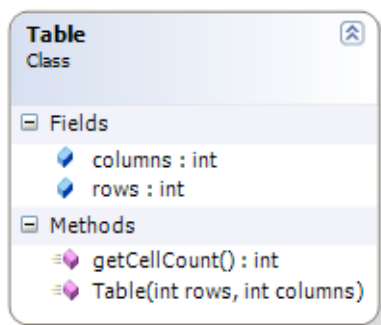 Table
Class
Fields
columns : int
rows : int
Methods
getCellCount() : int
Table(int rows, int columns)